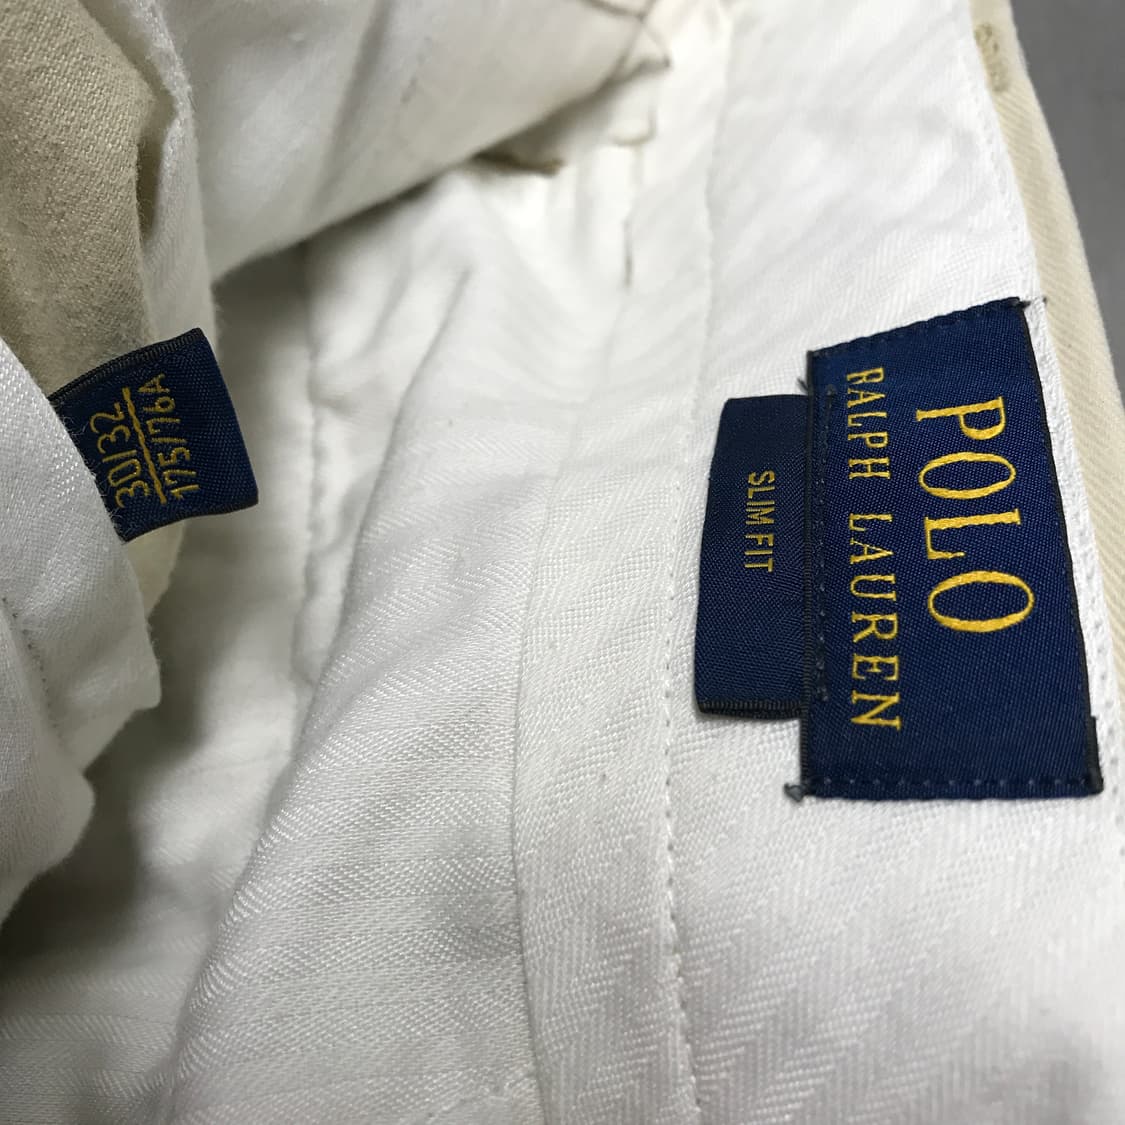 30/32
175/76A
POLO
RALPH LAUREN
SLIM FIT